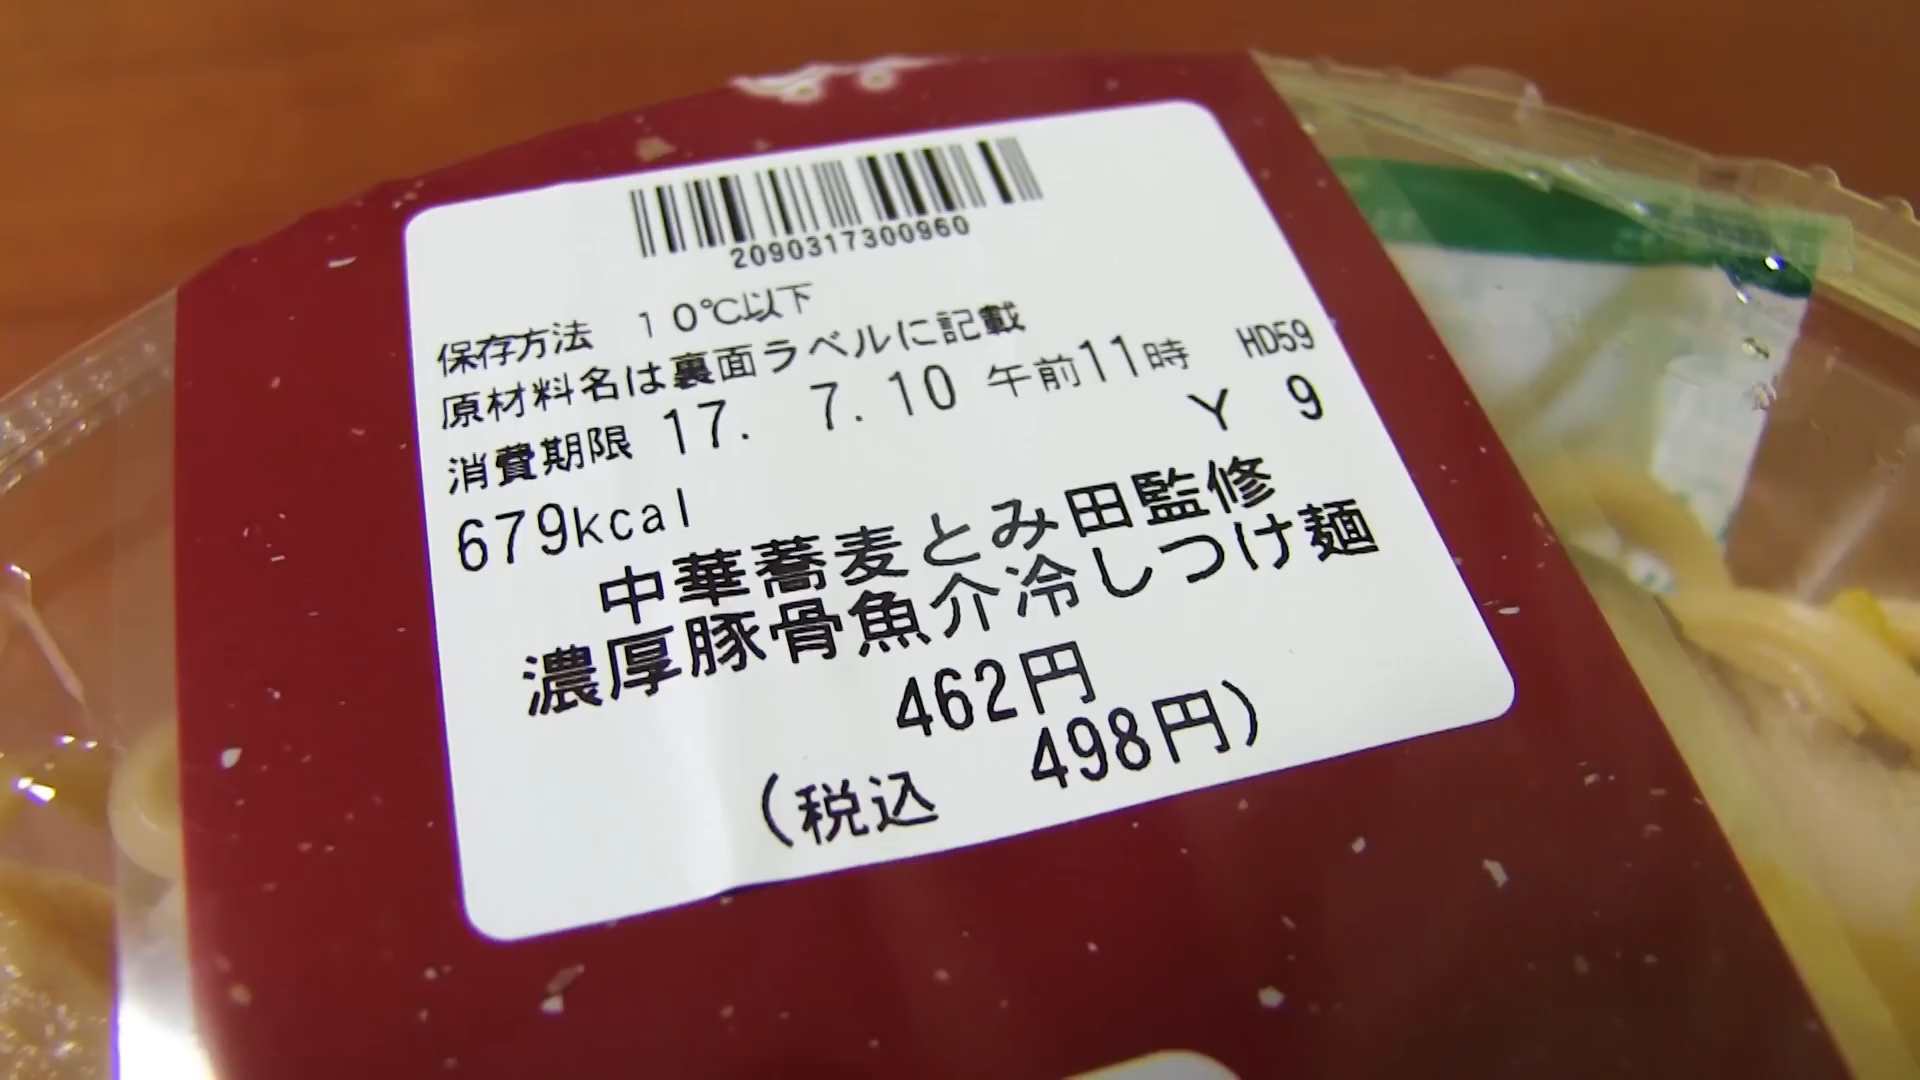 2090317300960
保存方法　10℃以下
原材料名は裏面ラベルに記載
消費期限 17. 7.10 午前11時 HD59
Y 9
679kcal
中華蕎麦とみ田監修
濃厚豚骨魚介冷しつけ麺
462円
(税込 498円)